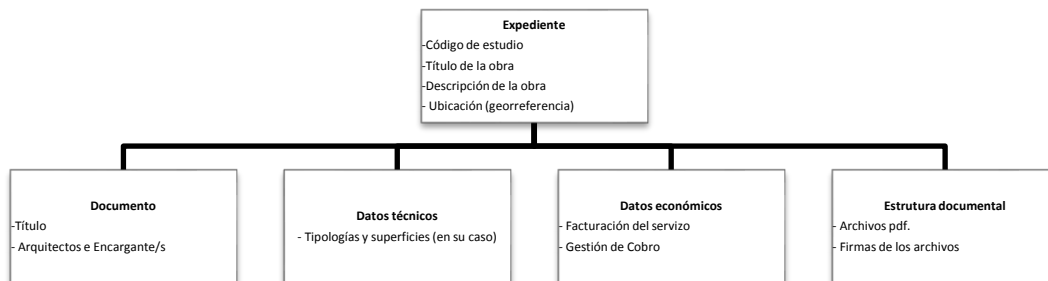 Expediente
-Código de estudio
-Título de la obra
-Descripción de la obra
- Ubicación (georreferencia)
Documento
-Título
- Arquitectos e Encargante/s
Datos técnicos
- Tipologías y superficies (en su caso)
Datos económicos
- Facturación del servizo
- Gestión de Cobro
Estrutura documental
- Archivos pdf.
- Firmas de los archivos